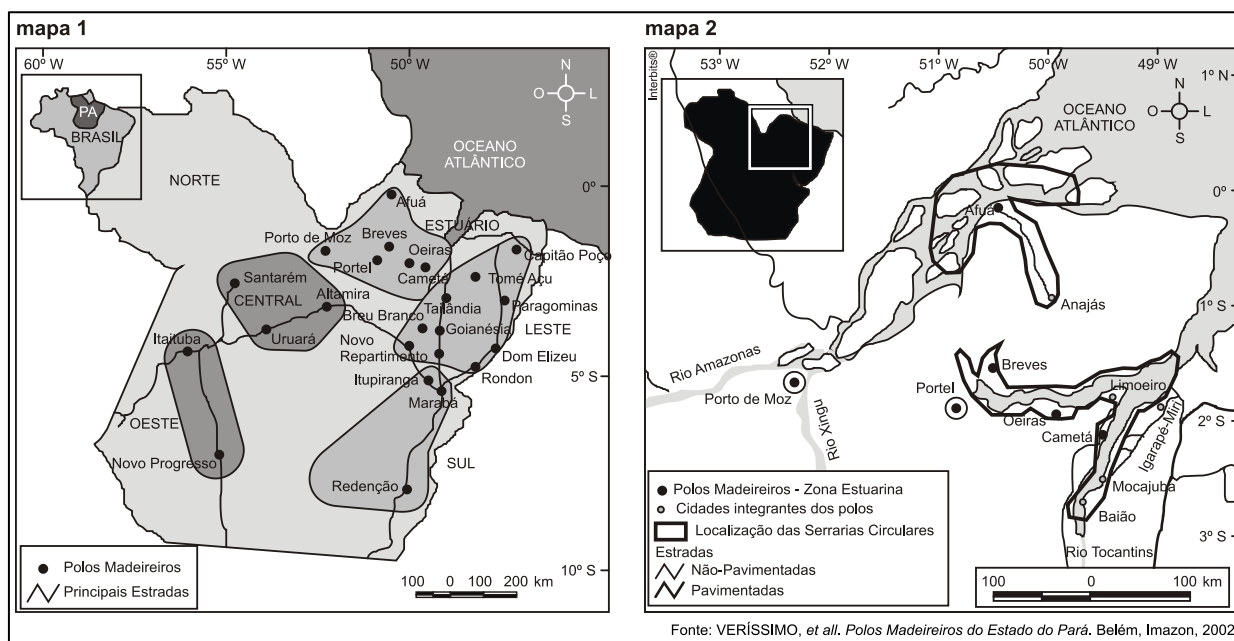 mapa 1
60° W
55° W
50° W
N
O
L
S
PA
BRASIL
OCEANO
ATLÂNTICO
NORTE
0°
Afuá
ESTUÁRIO
Porto de Moz
Breves
Oeiras
Portel
Cametá
Capitão Poço
Tomé Açu
Santarém
CENTRAL
Altamira
Tailândia
Paragominas
Breu Branco
Goianésia
LESTE
Itaituba
Uruará
Novo
Repartimento
Dom Elizeu
Itupiranga
Rondon
5° S
Marabá
OESTE
Novo Progresso
SUL
Redenção
Polos Madeireiros
Principais Estradas
100 0 100 200 km
10° S
mapa 2
Interbits®
53° W
52° W
51° W
50° W
49° W
1° N
N
O
L
S
OCEANO
ATLÂNTICO
0°
Afuá
Anajás
1° S
Rio Amazonas
Porto de Moz
Rio Xingu
Breves
Portel
Limoeiro
Oeiras
2° S
Cametá
Igarapé-Miri
Mocajuba
Baião
3° S
Rio Tocantins
Polos Madeireiros - Zona Estuarina
Cidades integrantes dos polos
Localização das Serrarias Circulares
Estradas
Não-Pavimentadas
Pavimentadas
100 0 100 km
Fonte: VERÍSSIMO, et all. Polos Madeireiros do Estado do Pará. Belém, Imazon, 2002